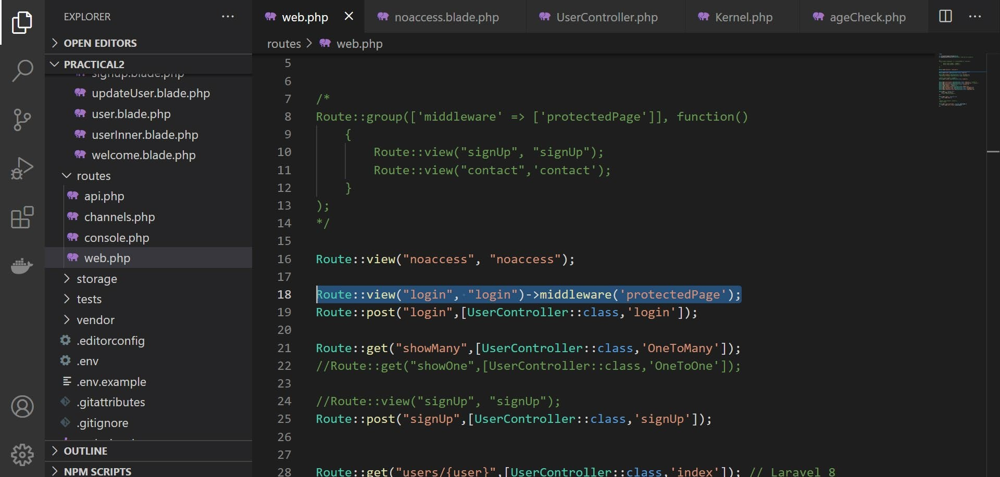 EXPLORER
web.php
noaccess.blade.php
UserController.php
Kernel.php
ageCheck.php
OPEN EDITORS
routes > web.php
PRACTICAL2
signup.blade.php
updateUser.blade.php
user.blade.php
userInner.blade.php
welcome.blade.php
routes
api.php
channels.php
console.php
web.php
storage
tests
vendor
.editorconfig
.env
.env.example
.gitattributes
.gitignore
OUTLINE
NPM SCRIPTS
5
6
7 /*
8 Route::group(['middleware' => ['protectedPage']], function()
9 {
10 Route::view("signUp", "signUp");
11 Route::view("contact",'contact');
12 }
13 );
14 */
15
16 Route::view("noaccess", "noaccess");
17
18 Route::view("login", "login")->middleware('protectedPage');
19 Route::post("login",[UserController::class,'login']);
20
21 Route::get("showMany",[UserController::class,'OneToMany']);
22 //Route::get("showOne",[UserController::class,'OneToOne']);
23
24 //Route::view("signUp", "signUp");
25 Route::post("signUp",[UserController::class,'signUp']);
26
27
28 Route::get("users/{user}",[UserController::class,'index']); // Laravel 8